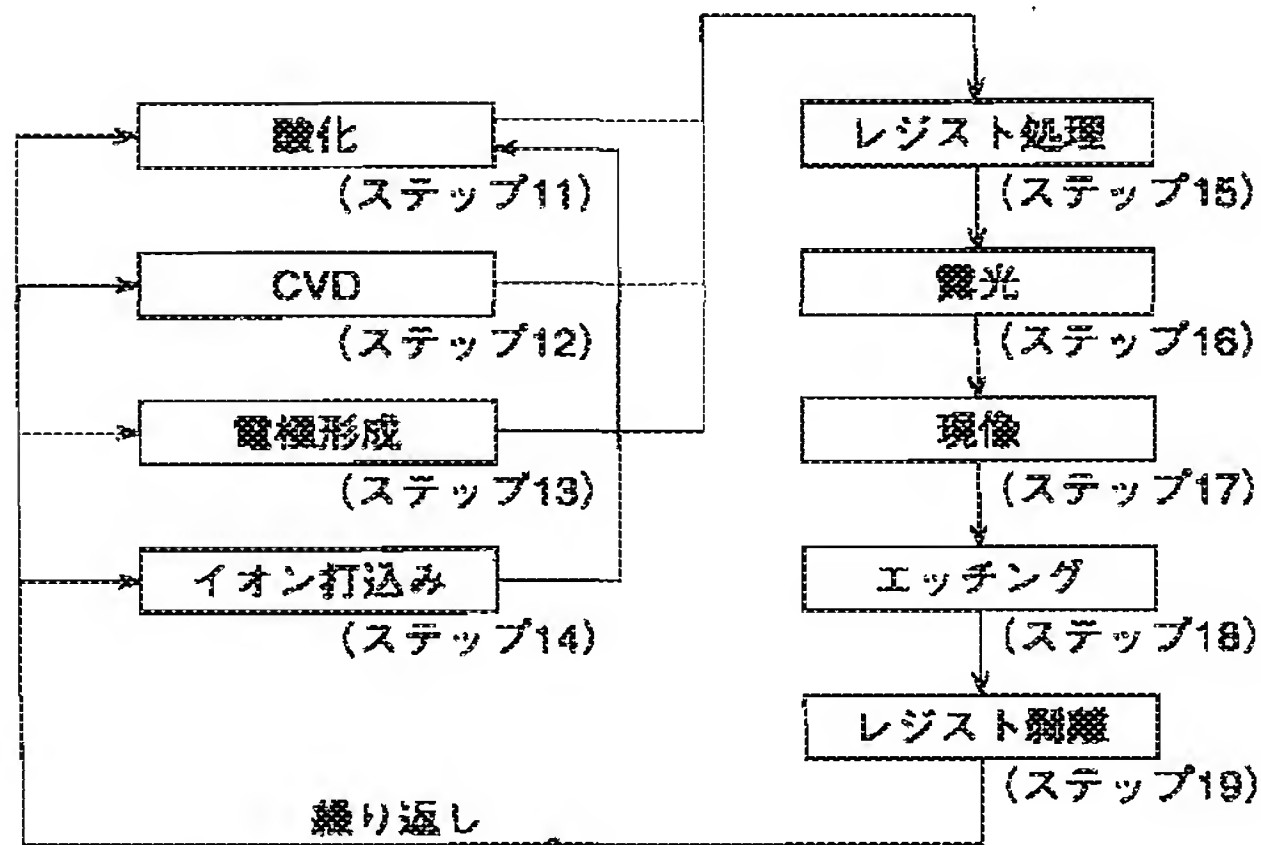 酸化
(ステップ11)
CVD
(ステップ12)
電極形成
(ステップ13)
イオン打込み
(ステップ14)
レジスト処理
(ステップ15)
露光
(ステップ16)
現像
(ステップ17)
エッチング
(ステップ18)
レジスト剥離
(ステップ19)
繰り返し